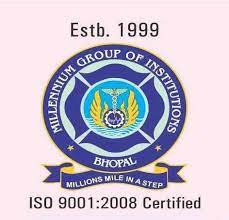 Estb. 1999
MILLENNIUM GROUP OF INSTITUTIONS
BHOPAL
MILLIONS MILE IN A STEP
ISO 9001:2008 Certified